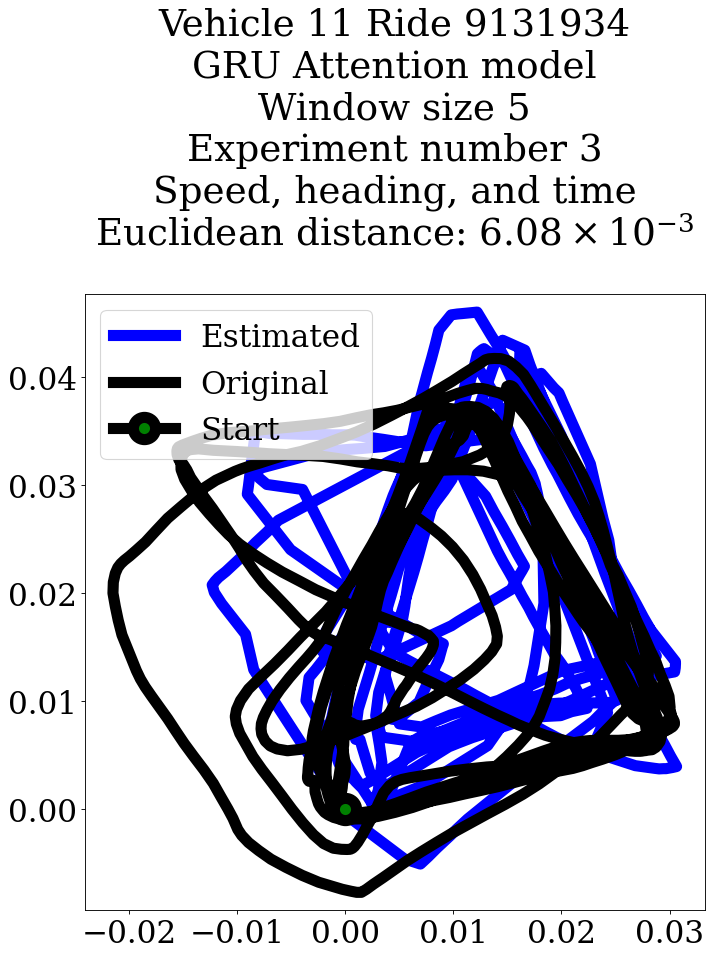 Vehicle 11 Ride 9131934
GRU Attention model
Window size 5
Experiment number 3
Speed, heading, and time
Euclidean distance: 6.08 × 10⁻³
Estimated
Original
Start
0.04
0.03
0.02
0.01
0.00
−0.02 −0.01 0.00 0.01 0.02 0.03